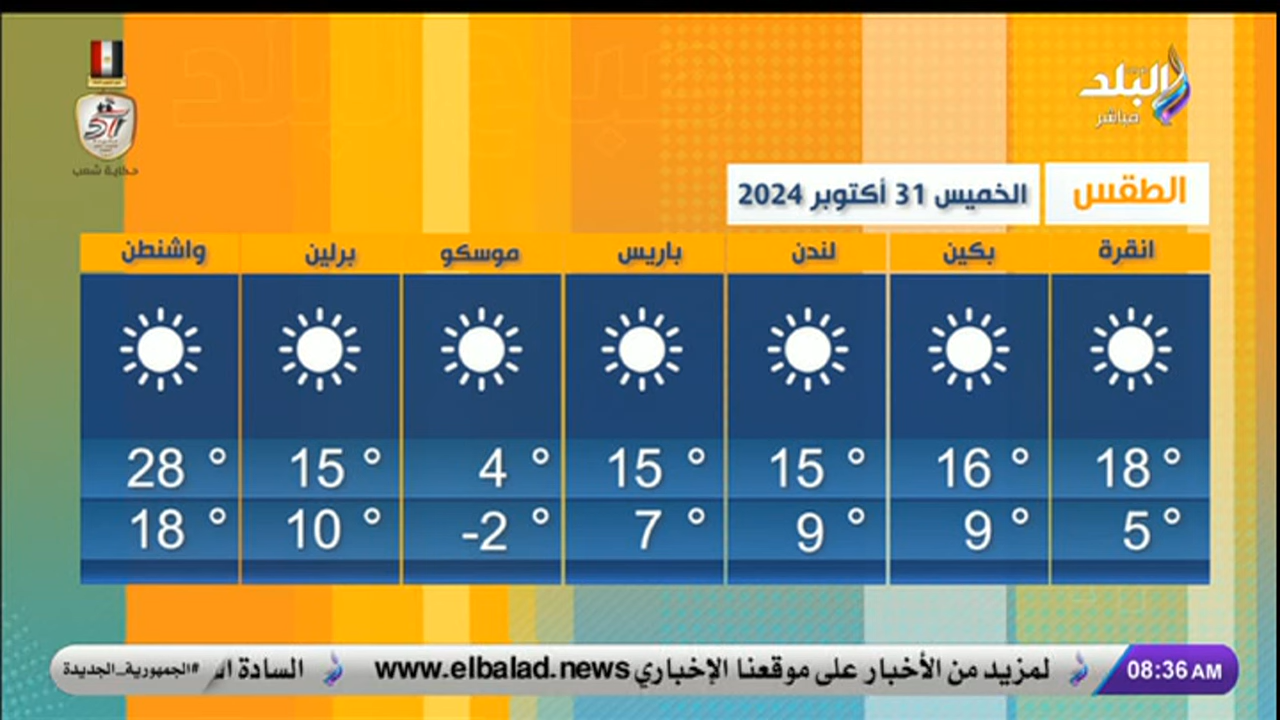 البلد
مباشر
57
حكاية شعب
الطقس
الخميس 31 أكتوبر 2024
انقرة بكين لندن باريس موسكو برلين واشنطن
18° 16° 15° 15° 4° 15° 28°
5° 9° 9° 7° -2° 10° 18°
08:36 AM لمزيد من الأخبار على موقعنا الإخباري www.elbalad.news السادة ال #الجمهورية_الجديدة